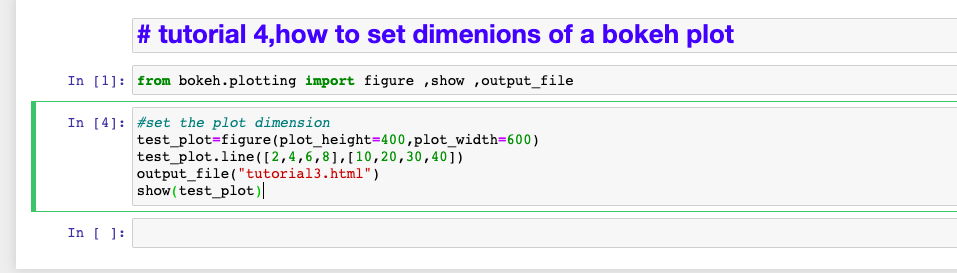 # tutorial 4,how to set dimenions of a bokeh plot
In [1]: from bokeh.plotting import figure ,show ,output_file
In [4]: #set the plot dimension
test_plot=figure(plot_height=400,plot_width=600)
test_plot.line([2,4,6,8],[10,20,30,40])
output_file("tutorial3.html")
show(test_plot)
In [ ]: